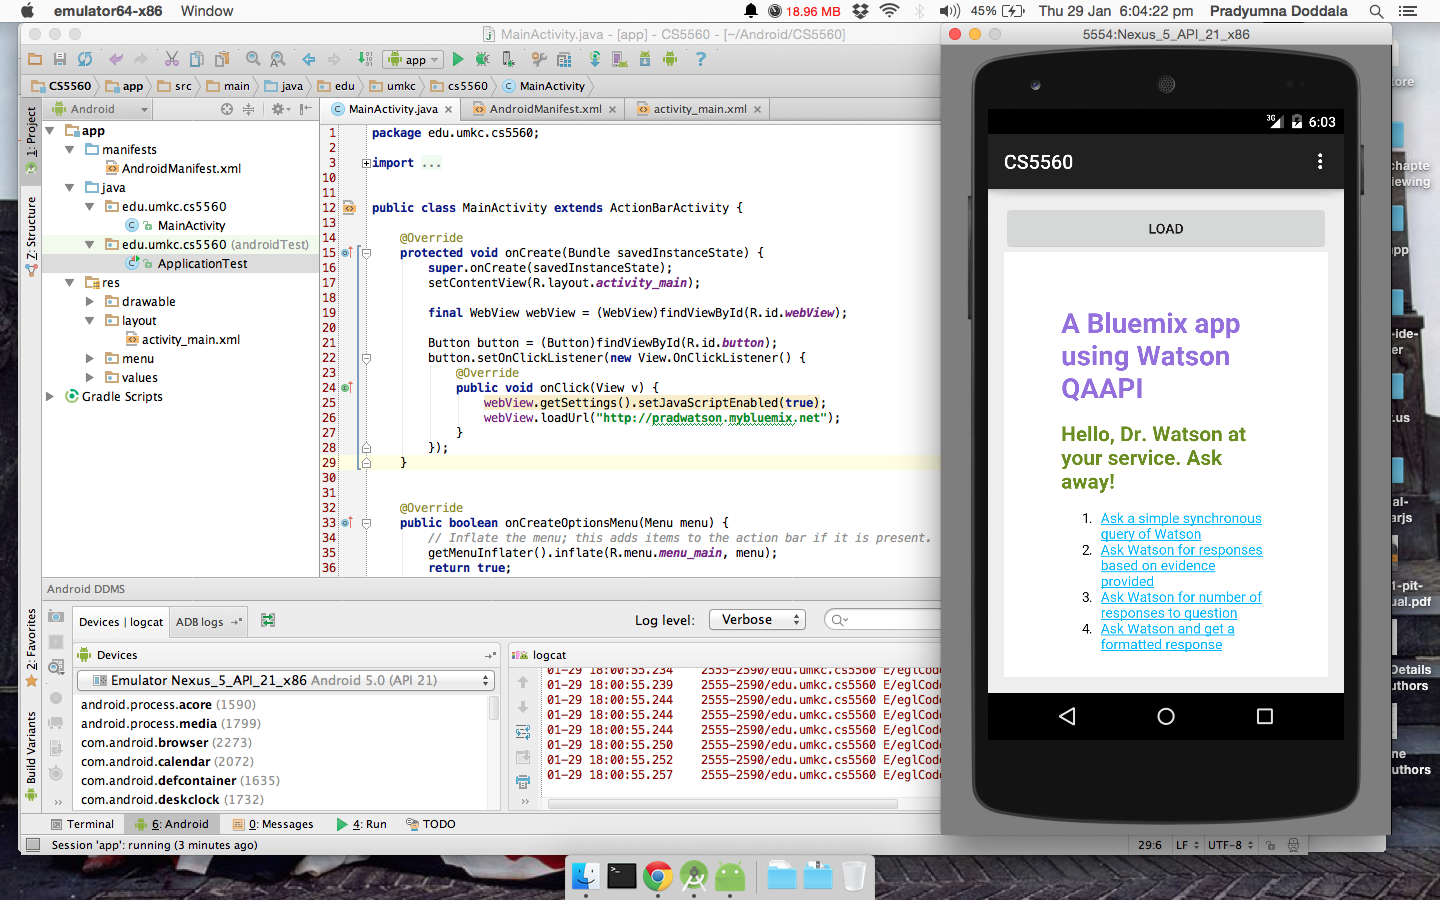 emulator64-x86 Window
18.96 MB 45% Thu 29 Jan 6:04:22 pm Pradyumna Doddala
MainActivity.java - [app] - CS5560 - [~/Android/CS5560]
app
CS5560 app src main java edu umkc cs5560 MainActivity
1: Project
Z: Structure
2: Favorites
Build Variants
Android
app
manifests
AndroidManifest.xml
java
edu.umkc.cs5560
MainActivity
edu.umkc.cs5560 (androidTest)
ApplicationTest
res
drawable
layout
activity_main.xml
menu
values
Gradle Scripts
MainActivity.java AndroidManifest.xml activity_main.xml
1 package edu.umkc.cs5560;
2
3 import ...
10
11
12 public class MainActivity extends ActionBarActivity {
13
14 @Override
15 protected void onCreate(Bundle savedInstanceState) {
16 super.onCreate(savedInstanceState);
17 setContentView(R.layout.activity_main);
18
19 final WebView webView = (WebView)findViewById(R.id.webView);
20
21 Button button = (Button)findViewById(R.id.button);
22 button.setOnClickListener(new View.OnClickListener() {
23 @Override
24 public void onClick(View v) {
25 webView.getSettings().setJavaScriptEnabled(true);
26 webView.loadUrl("http://pradwatson.mybluemix.net");
27 }
28 });
29 }
30
31
32 @Override
33 public boolean onCreateOptionsMenu(Menu menu) {
34 // Inflate the menu; this adds items to the action bar if it is present.
35 getMenuInflater().inflate(R.menu.menu_main, menu);
36 return true;
Android DDMS
Devices | logcat ADB logs Log level: Verbose
Devices
Emulator Nexus_5_API_21_x86 Android 5.0 (API 21)
android.process.acore (1590)
android.process.media (1799)
com.android.browser (2273)
com.android.calendar (2072)
com.android.defcontainer (1635)
com.android.deskclock (1732)
logcat
01-29 18:00:55.234 2555-2590/edu.umkc.cs5560 E/eglCod
01-29 18:00:55.239 2555-2590/edu.umkc.cs5560 E/eglCod
01-29 18:00:55.244 2555-2590/edu.umkc.cs5560 E/eglCod
01-29 18:00:55.244 2555-2590/edu.umkc.cs5560 E/eglCod
01-29 18:00:55.244 2555-2590/edu.umkc.cs5560 E/eglCod
01-29 18:00:55.250 2555-2590/edu.umkc.cs5560 E/eglCod
01-29 18:00:55.252 2555-2590/edu.umkc.cs5560 E/eglCod
01-29 18:00:55.257 2555-2590/edu.umkc.cs5560 E/eglCod
Terminal 6: Android 0: Messages 4: Run TODO
Session 'app': running (3 minutes ago)
29:6 LF UTF-8
5554:Nexus_5_API_21_x86
3G 6:03
CS5560
LOAD
A Bluemix app
using Watson
QAAPI
Hello, Dr. Watson at
your service. Ask
away!
1. Ask a simple synchronous
query of Watson
2. Ask Watson for responses
based on evidence
provided
3. Ask Watson for number of
responses to question
4. Ask Watson and get a
formatted response